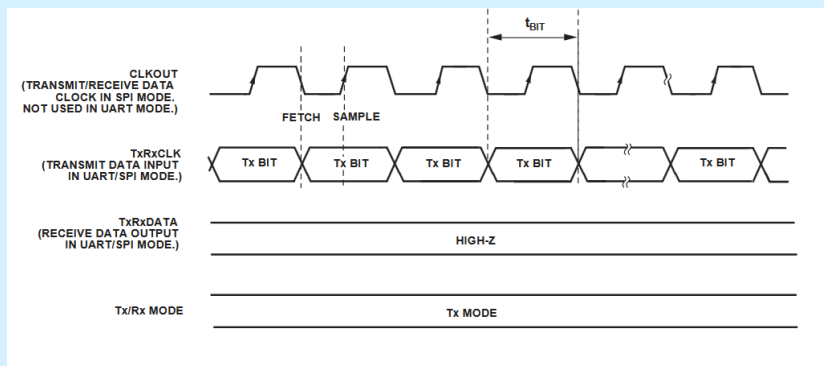 tBIT
CLKOUT
(TRANSMIT/RECEIVE DATA
CLOCK IN SPI MODE.
NOT USED IN UART MODE.)
FETCH SAMPLE
TxRxCLK
(TRANSMIT DATA INPUT
IN UART/SPI MODE.)
Tx BIT Tx BIT Tx BIT Tx BIT Tx BIT
TxRxDATA
(RECEIVE DATA OUTPUT
IN UART/SPI MODE.)
HIGH-Z
Tx/Rx MODE
Tx MODE